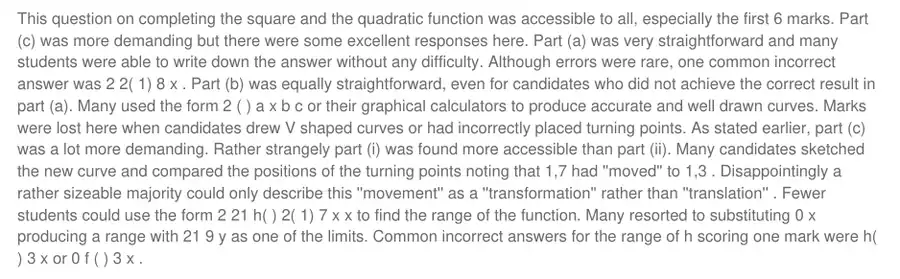 This question on completing the square and the quadratic function was accessible to all, especially the first 6 marks. Part
(c) was more demanding but there were some excellent responses here. Part (a) was very straightforward and many
students were able to write down the answer without any difficulty. Although errors were rare, one common incorrect
answer was 2 2( 1) 8 x . Part (b) was equally straightforward, even for candidates who did not achieve the correct result in
part (a). Many used the form 2 ( ) a x b c or their graphical calculators to produce accurate and well drawn curves. Marks
were lost here when candidates drew V shaped curves or had incorrectly placed turning points. As stated earlier, part (c)
was a lot more demanding. Rather strangely part (i) was found more accessible than part (ii). Many candidates sketched
the new curve and compared the positions of the turning points noting that 1,7 had "moved" to 1,3 . Disappointingly a
rather sizeable majority could only describe this "movement" as a "transformation" rather than "translation" . Fewer
students could use the form 2 21 h( ) 2( 1) 7 x x to find the range of the function. Many resorted to substituting 0 x
producing a range with 21 9 y as one of the limits. Common incorrect answers for the range of h scoring one mark were h(
) 3 x or 0 f ( ) 3 x .